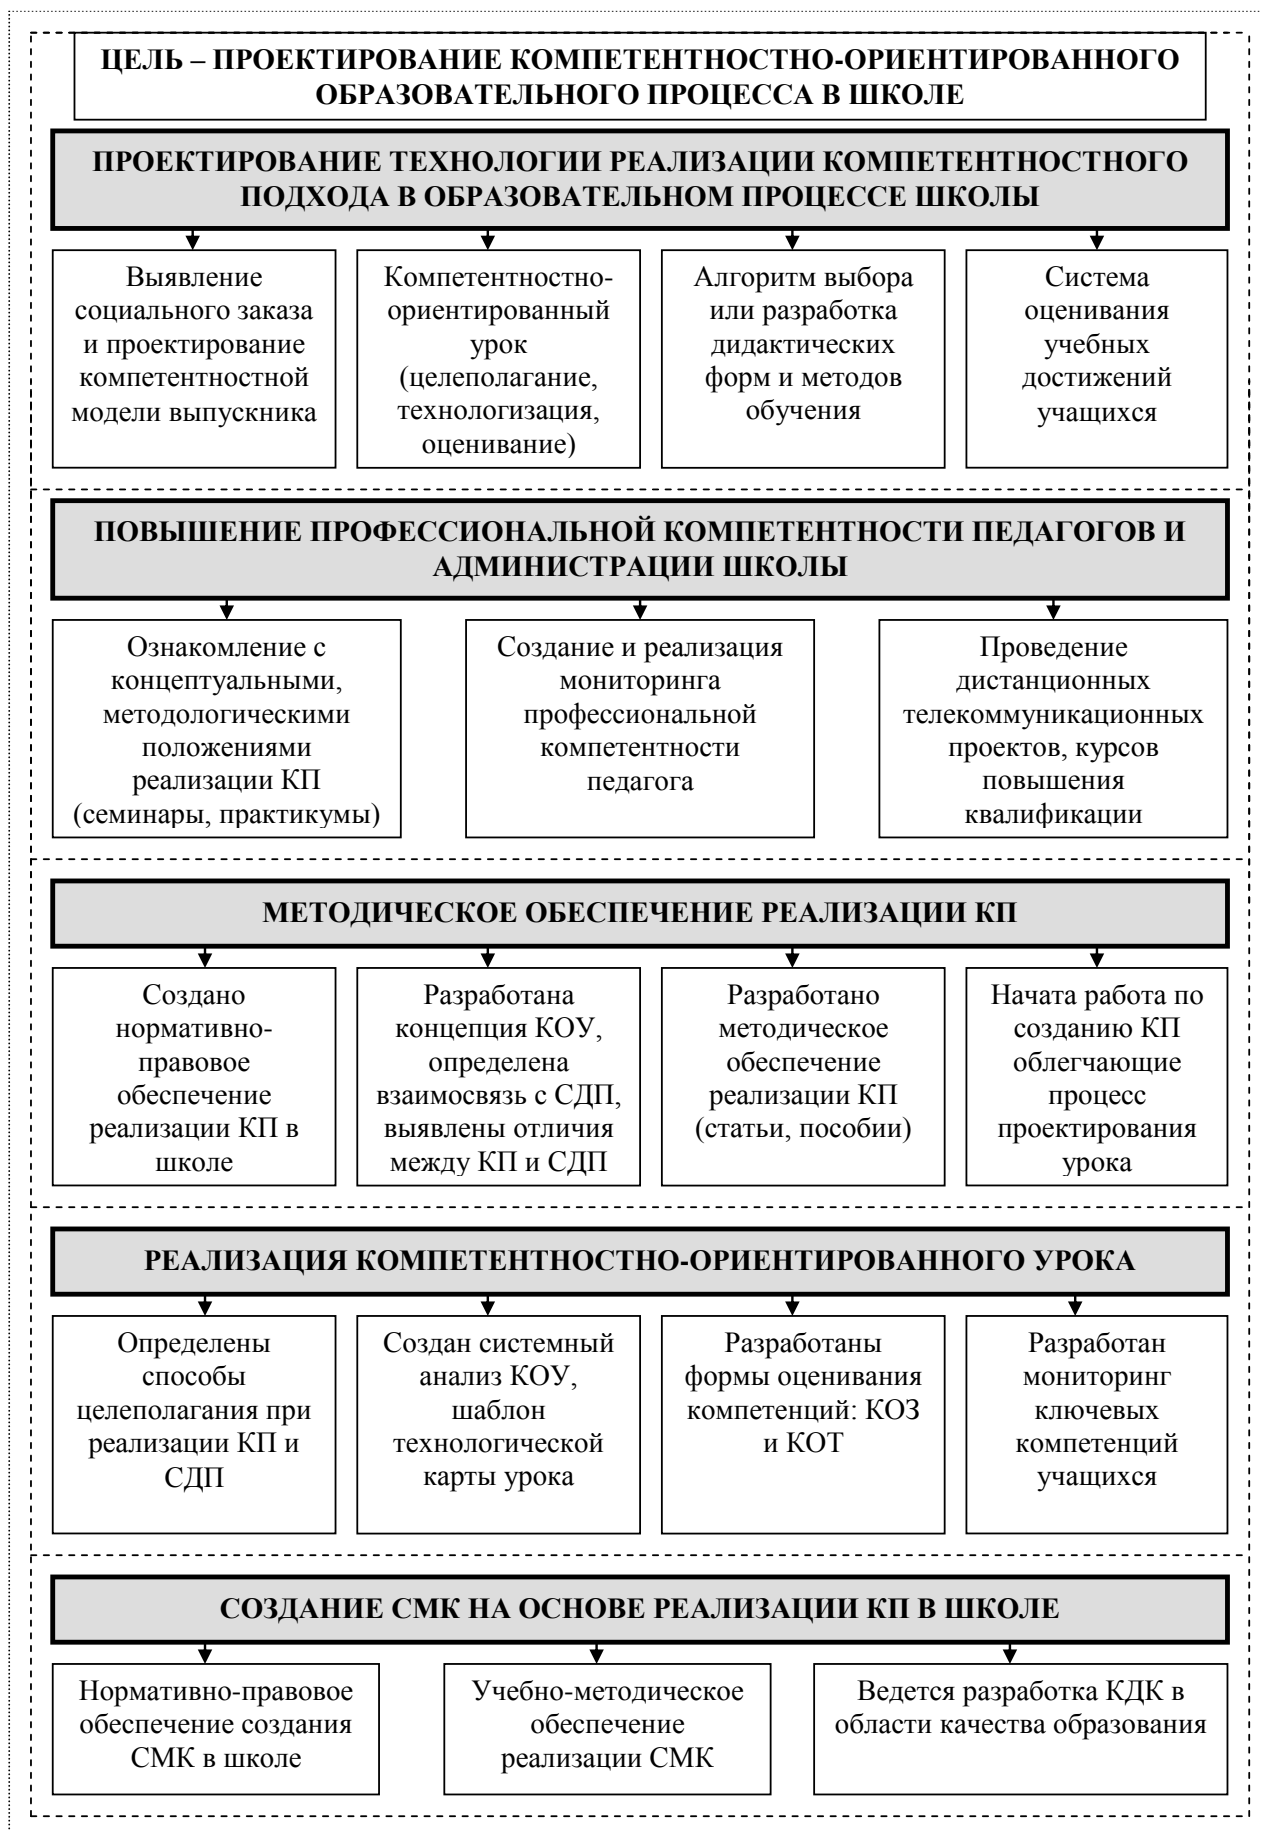 ЦЕЛЬ – ПРОЕКТИРОВАНИЕ КОМПЕТЕНТНОСТНО-ОРИЕНТИРОВАННОГО
ОБРАЗОВАТЕЛЬНОГО ПРОЦЕССА В ШКОЛЕ
ПРОЕКТИРОВАНИЕ ТЕХНОЛОГИИ РЕАЛИЗАЦИИ КОМПЕТЕНТНОСТНОГО
ПОДХОДА В ОБРАЗОВАТЕЛЬНОМ ПРОЦЕССЕ ШКОЛЫ
Выявление
социального заказа
и проектирование
компетентностной
модели выпускника
Компетентностно-
ориентированный
урок
(целеполагание,
технологизация,
оценивание)
Алгоритм выбора
или разработка
дидактических
форм и методов
обучения
Система
оценивания
учебных
достижений
учащихся
ПОВЫШЕНИЕ ПРОФЕССИОНАЛЬНОЙ КОМПЕТЕНТНОСТИ ПЕДАГОГОВ И
АДМИНИСТРАЦИИ ШКОЛЫ
Ознакомление с
концептуальными,
методологическими
положениями
реализации КП
(семинары, практикумы)
Создание и реализация
мониторинга
профессиональной
компетентности
педагога
Проведение
дистанционных
телекоммуникационных
проектов, курсов
повышения
квалификации
МЕТОДИЧЕСКОЕ ОБЕСПЕЧЕНИЕ РЕАЛИЗАЦИИ КП
Создано
нормативно-
правовое
обеспечение
реализации КП в
школе
Разработана
концепция КОУ,
определена
взаимосвязь с СДП,
выявлены отличия
между КП и СДП
Разработано
методическое
обеспечение
реализации КП
(статьи, пособии)
Начата работа по
созданию КП
облегчающие
процесс
проектирования
урока
РЕАЛИЗАЦИЯ КОМПЕТЕНТНОСТНО-ОРИЕНТИРОВАННОГО УРОКА
Определены
способы
целеполагания при
реализации КП и
СДП
Создан системный
анализ КОУ,
шаблон
технологической
карты урока
Разработаны
формы оценивания
компетенций: КОЗ
и КОТ
Разработан
мониторинг
ключевых
компетенций
учащихся
СОЗДАНИЕ СМК НА ОСНОВЕ РЕАЛИЗАЦИИ КП В ШКОЛЕ
Нормативно-правовое
обеспечение создания
СМК в школе
Учебно-методическое
обеспечение
реализации СМК
Ведется разработка КДК в
области качества образования